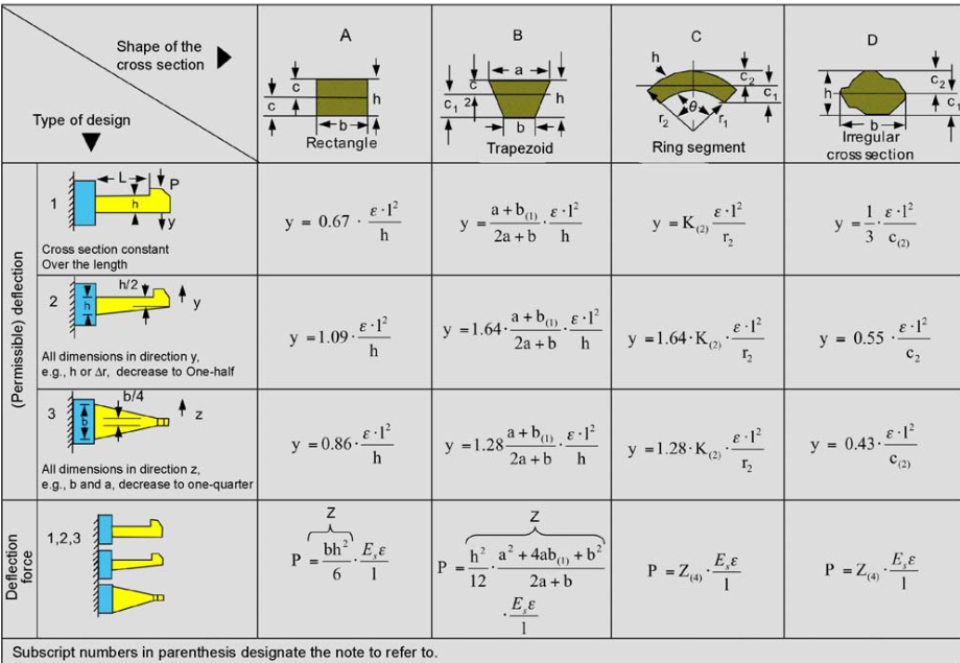 Shape of the
cross section
Type of design
A
c
c
h
b
Rectangle
B
a
c
c₁
2
h
b
Trapezoid
C
h
c₂
c₁
θ
r₂
r₁
Ring segment
D
h
c₂
c₁
b
Irregular
cross section
(Permissible) deflection
1
L
P
h
y
Cross section constant
Over the length
y = 0.67 · ε·l²/h
y = a + b₍₁₎/2a + b · ε·l²/h
y = K₍₂₎ ε·l²/r₂
y = 1/3 · ε·l²/c₍₂₎
2
h/2
h
y
All dimensions in direction y,
e.g., h or Δr, decrease to One-half
y =1.09· ε·l²/h
y =1.64· a + b₍₁₎/2a + b · ε·l²/h
y =1.64·K₍₂₎ · ε·l²/r₂
y = 0.55 · ε·l²/c₂
3
b/4
b
z
All dimensions in direction z,
e.g., b and a, decrease to one-quarter
y =0.86· ε·l²/h
y =1.28 a + b₍₁₎/2a + b · ε·l²/h
y =1.28·K₍₂₎ · ε·l²/r₂
y = 0.43· ε·l²/c₍₂₎
Deflection
force
1,2,3
Z
P = bh²/6 · Eₛε/l
Z
P = h²/12 · a² + 4ab₍₁₎ + b²/2a + b
· Eₛε/l
P = Z₍₄₎ · Eₛε/l
P = Z₍₄₎ · Eₛε/l
Subscript numbers in parenthesis designate the note to refer to.